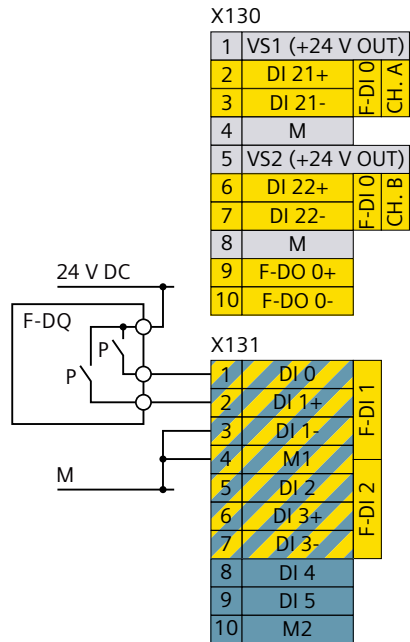 X130
1 VS1 (+24 V OUT)
2 DI 21+
3 DI 21-
F-DI 0
CH. A
4 M
5 VS2 (+24 V OUT)
6 DI 22+
7 DI 22-
F-DI 0
CH. B
8 M
9 F-DO 0+
10 F-DO 0-
24 V DC
F-DQ
P
P
M
X131
1 DI 0
2 DI 1+
3 DI 1-
4 M1
F-DI 1
5 DI 2
6 DI 3+
7 DI 3-
F-DI 2
8 DI 4
9 DI 5
10 M2